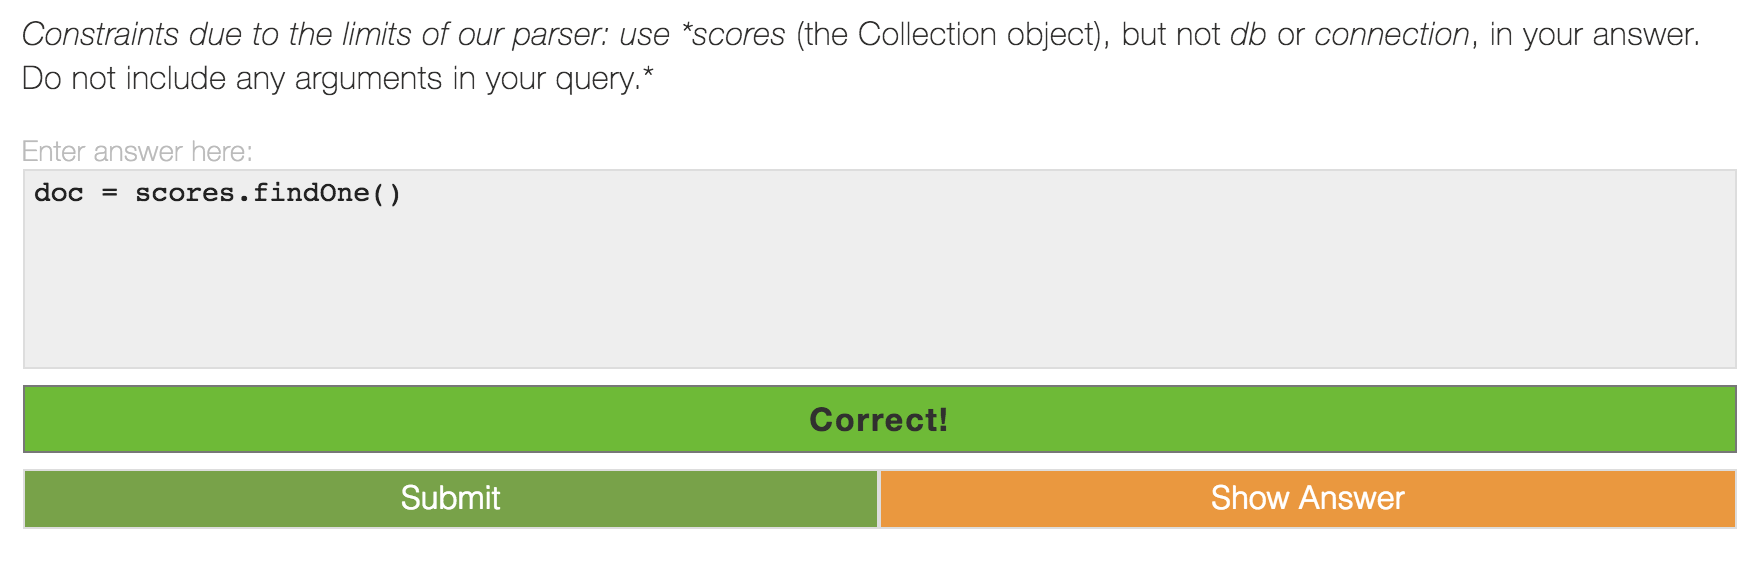 Constraints due to the limits of our parser: use *scores (the Collection object), but not db or connection, in your answer.
Do not include any arguments in your query.*
Enter answer here:
doc = scores.findOne()
Correct!
Submit
Show Answer